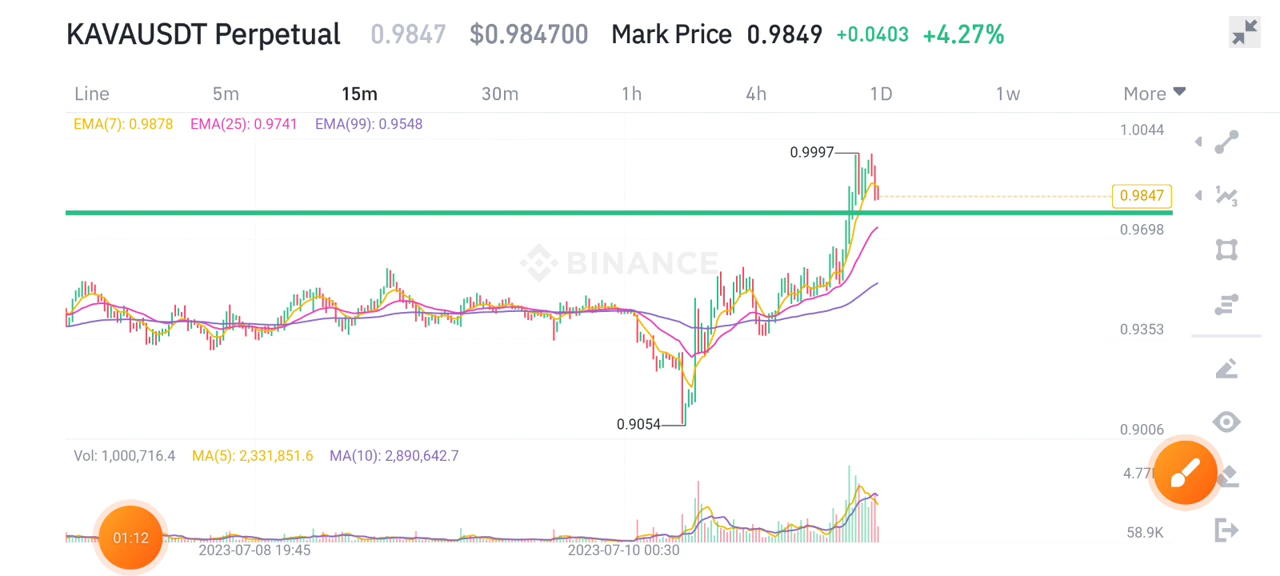 KAVAUSDT Perpetual 0.9847 $0.984700 Mark Price 0.9849 +0.0403 +4.27%
Line 5m 15m 30m 1h 4h 1D 1w More
EMA(7): 0.9878 EMA(25): 0.9741 EMA(99): 0.9548
1.0044
0.9997
0.9847
0.9698
BINANCE
0.9353
0.9054
0.9006
Vol: 1,000,716.4 MA(5): 2,331,851.6 MA(10): 2,890,642.7
01:12
58.9K
2023-07-08 19:45 2023-07-10 00:30